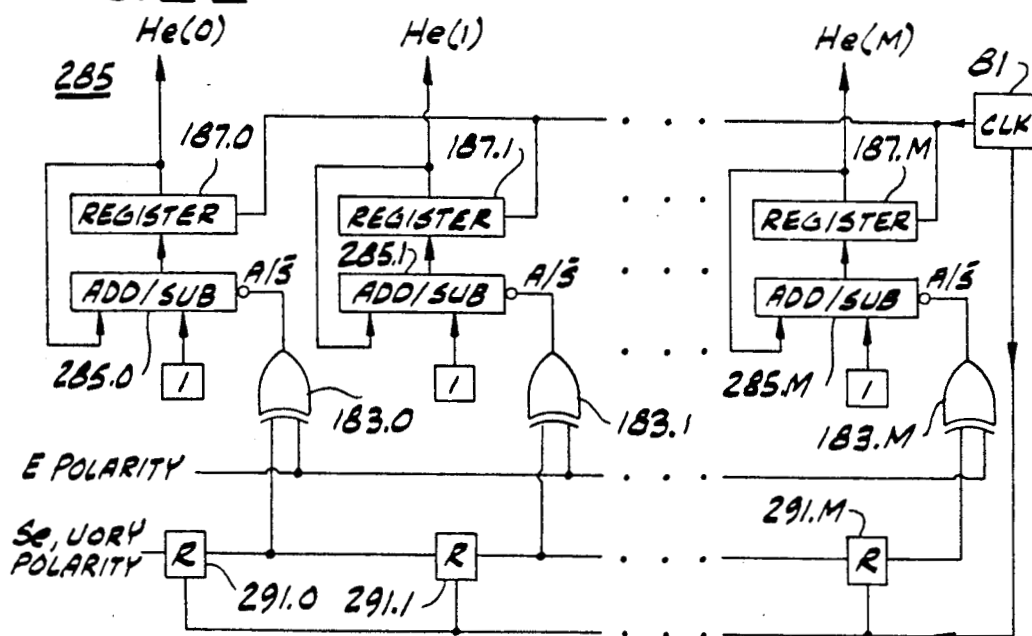 He(0) He(1) He(M)
285 81
CLK
187.0 187.1 187.M
REGISTER REGISTER REGISTER
285.1
A/S̄ A/S̄ A/S̄
ADD/SUB ADD/SUB ADD/SUB
285.0 1 1 285.M 1
183.0 183.1 183.M
E POLARITY
291.M
Se, U OR Y
POLARITY
R R R
291.0 291.1